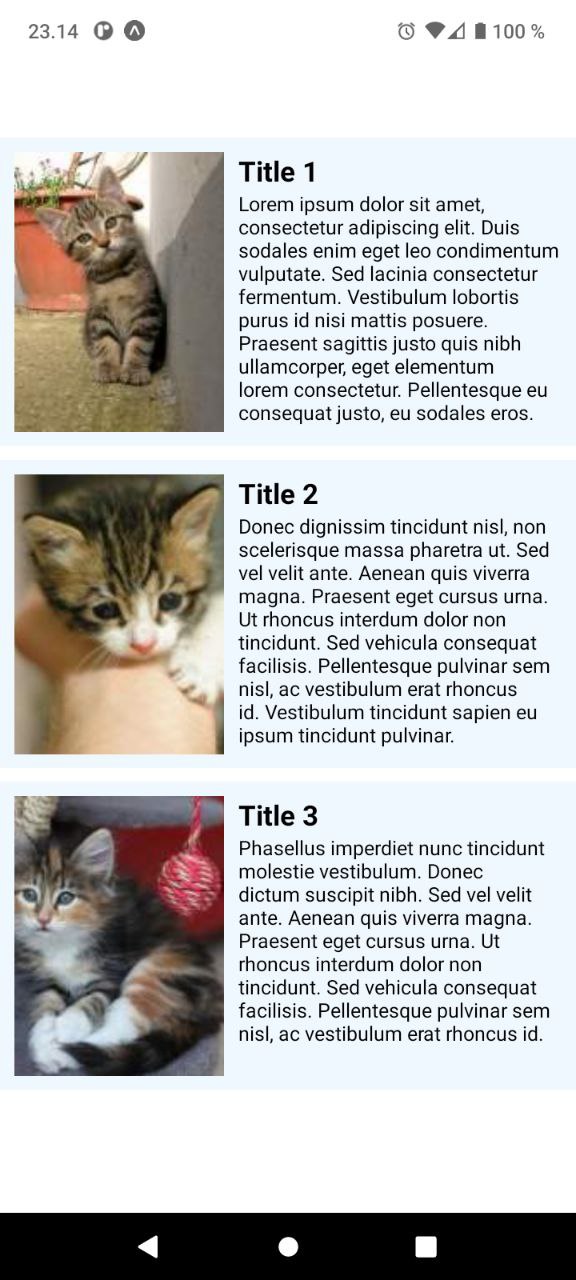 23.14
100 %
Title 1
Lorem ipsum dolor sit amet,
consectetur adipiscing elit. Duis
sodales enim eget leo condimentum
vulputate. Sed lacinia consectetur
fermentum. Vestibulum lobortis
purus id nisi mattis posuere.
Praesent sagittis justo quis nibh
ullamcorper, eget elementum
lorem consectetur. Pellentesque eu
consequat justo, eu sodales eros.
Title 2
Donec dignissim tincidunt nisl, non
scelerisque massa pharetra ut. Sed
vel velit ante. Aenean quis viverra
magna. Praesent eget cursus urna.
Ut rhoncus interdum dolor non
tincidunt. Sed vehicula consequat
facilisis. Pellentesque pulvinar sem
nisl, ac vestibulum erat rhoncus
id. Vestibulum tincidunt sapien eu
ipsum tincidunt pulvinar.
Title 3
Phasellus imperdiet nunc tincidunt
molestie vestibulum. Donec
dictum suscipit nibh. Sed vel velit
ante. Aenean quis viverra magna.
Praesent eget cursus urna. Ut
rhoncus interdum dolor non
tincidunt. Sed vehicula consequat
facilisis. Pellentesque pulvinar sem
nisl, ac vestibulum erat rhoncus id.